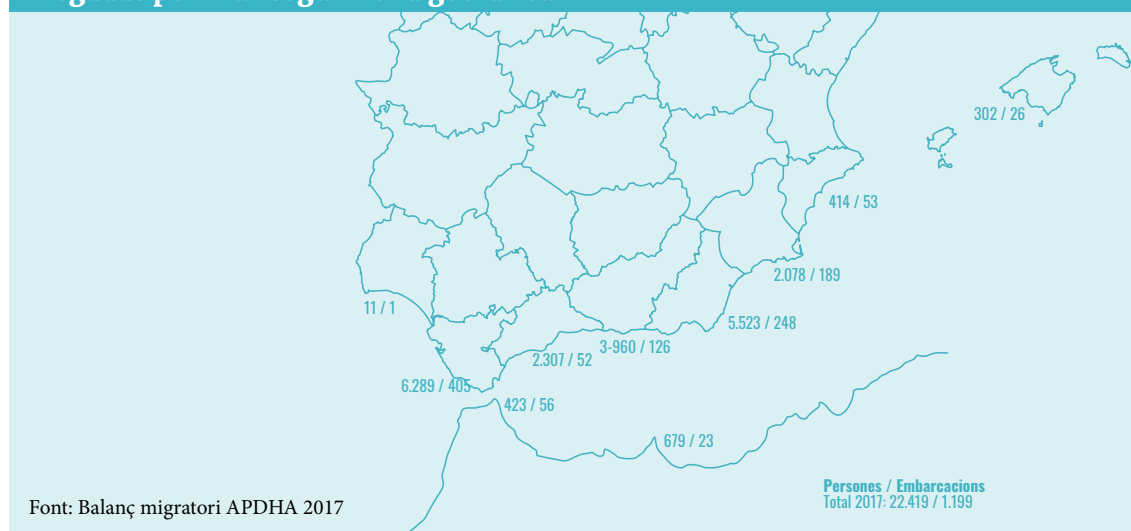 302 / 26
414 / 53
2.078 / 189
11 / 1
5.523 / 248
3-960 / 126
2.307 / 52
6.289 / 405
423 / 56
679 / 23
Persones / Embarcacions
Total 2017: 22.419 / 1.199
Font: Balanç migratori APDHA 2017